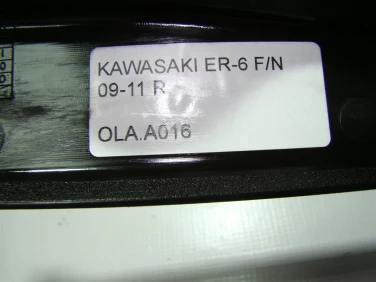 KAWASAKI ER-6 F/N
09-11 R
OLA.A016